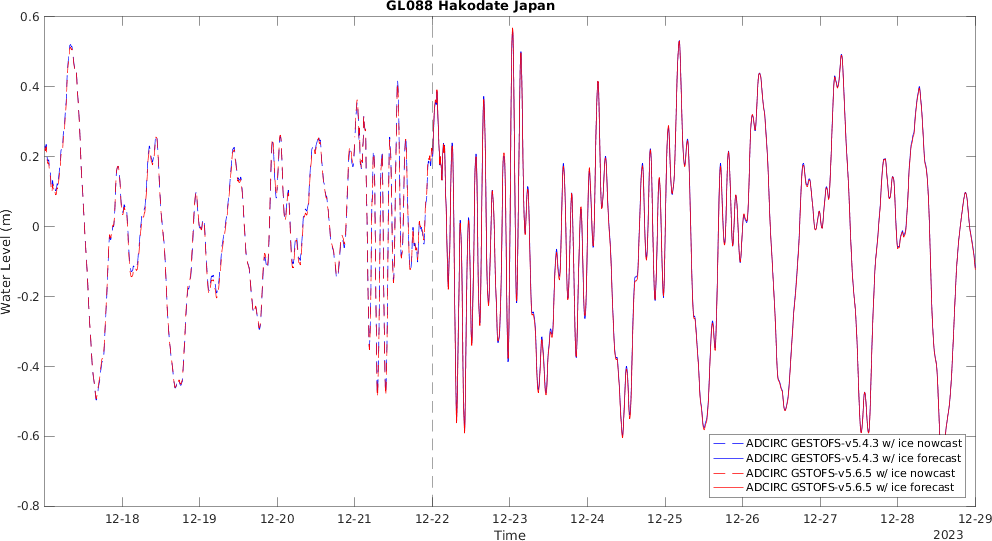 GL088 Hakodate Japan
0.6
0.4
0.2
0
-0.2
-0.4
-0.6
-0.8
Water Level (m)
ADCIRC GESTOFS-v5.4.3 w/ ice nowcast
ADCIRC GESTOFS-v5.4.3 w/ ice forecast
ADCIRC GSTOFS-v5.6.5 w/ ice nowcast
ADCIRC GSTOFS-v5.6.5 w/ ice forecast
12-18 12-19 12-20 12-21 12-22 12-23 12-24 12-25 12-26 12-27 12-28 12-29
Time
2023